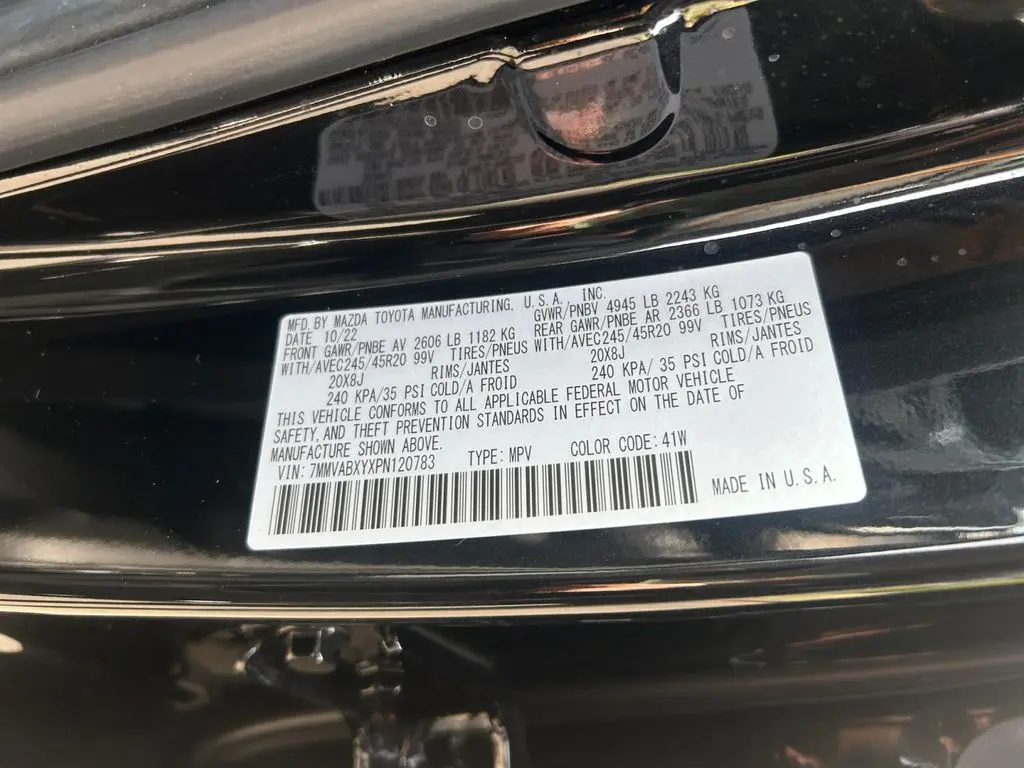 MFD. BY MAZDA TOYOTA MANUFACTURING, U.S.A., INC.
DATE 10/22 GVWR/PNBV 4945 LB 2243 KG
FRONT GAWR/PNBE AV 2606 LB 1182 KG REAR GAWR/PNBE AR 2366 LB 1073 KG
WITH/AVEC245/45R20 99V TIRES/PNEUS WITH/AVEC245/45R20 99V TIRES/PNEUS
20X8J RIMS/JANTES 20X8J RIMS/JANTES
240 KPA/35 PSI COLD/A FROID 240 KPA/ 35 PSI COLD/A FROID
THIS VEHICLE CONFORMS TO ALL APPLICABLE FEDERAL MOTOR VEHICLE
SAFETY, AND THEFT PREVENTION STANDARDS IN EFFECT ON THE DATE OF
MANUFACTURE SHOWN ABOVE.
VIN: 7MMVABXYXPN120783 TYPE: MPV COLOR CODE: 41W
MADE IN U.S.A.